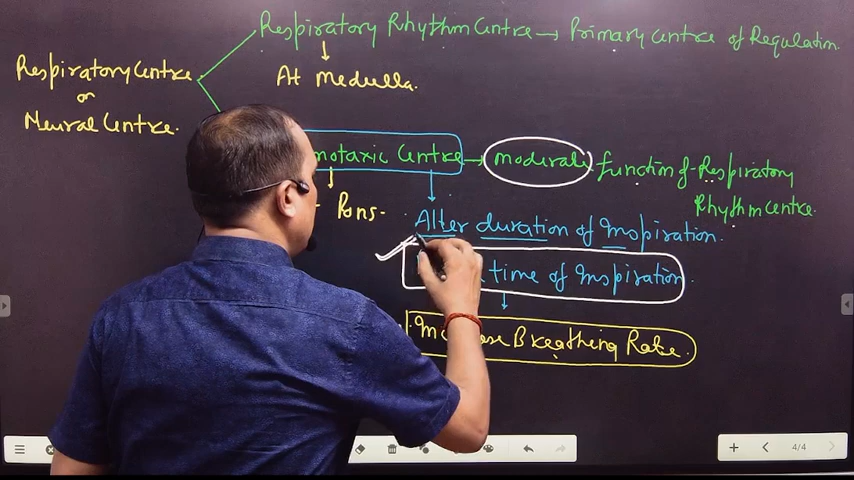 Respiratory Rhythm Centre → Primary Centre of Regulation.
Respiratory Centre
or
Neural Centre.
At Medulla.
motaxic Centre → moderate function of Respiratory
Rhythm Centre.
Pons.
Alter duration of Inspiration.
time of Inspiration
Breathing Rate.
4/4